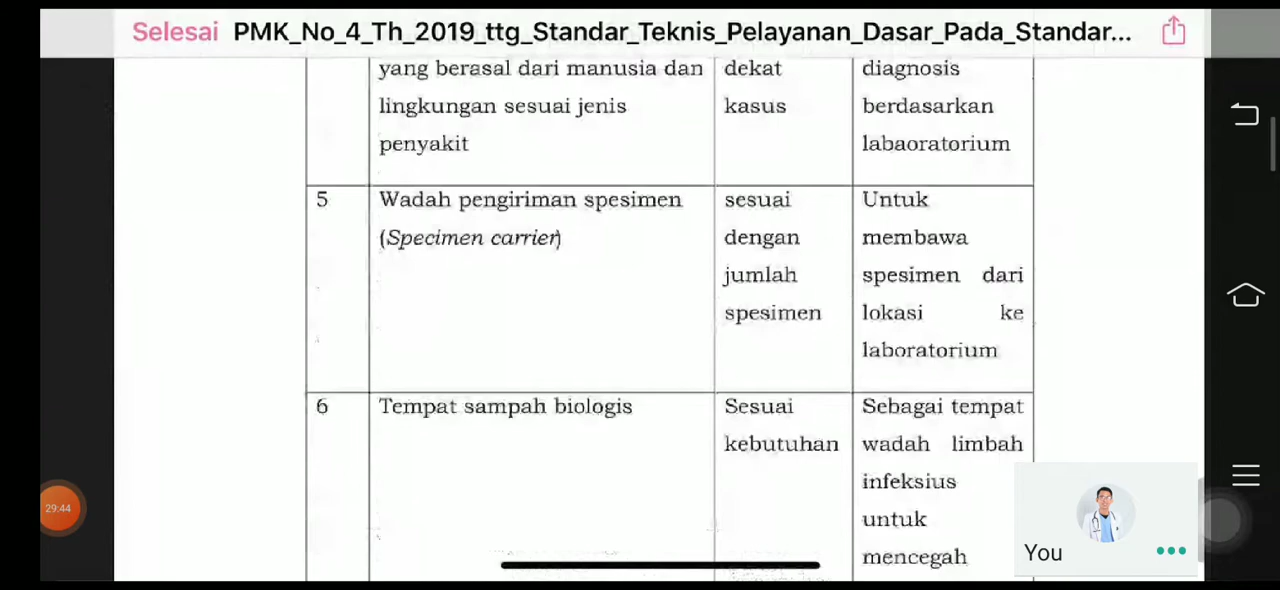 Selesai PMK_No_4_Th_2019_ttg_Standar_Teknis_Pelayanan_Dasar_Pada_Standar...
yang berasal dari manusia dan
lingkungan sesuai jenis
penyakit
dekat
kasus
diagnosis
berdasarkan
labaoratorium
5
Wadah pengiriman spesimen
(Specimen carrier)
sesuai
dengan
jumlah
spesimen
Untuk
membawa
spesimen dari
lokasi ke
laboratorium
6
Tempat sampah biologis
Sesuai
kebutuhan
Sebagai tempat
wadah limbah
infeksius
untuk
mencegah
29:44
You